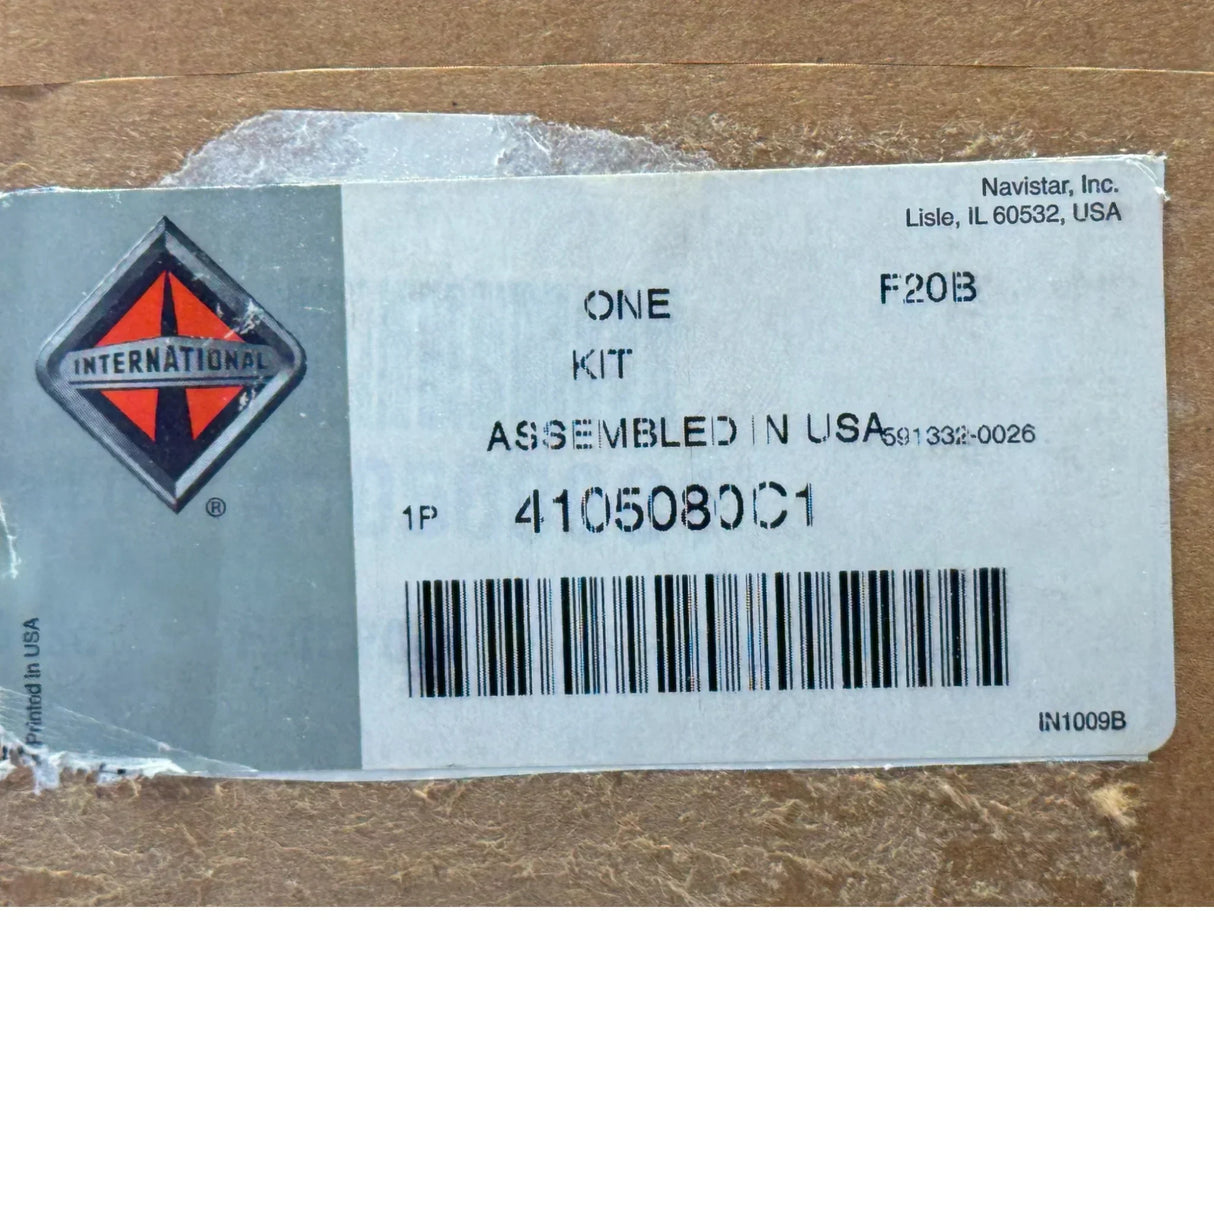 Navistar, Inc.
Lisle, IL 60532, USA
INTERNATIONAL
®
ONE
F20B
KIT
ASSEMBLED IN USA
591332-0026
1P 4105080C1
IN1009B
Printed in USA